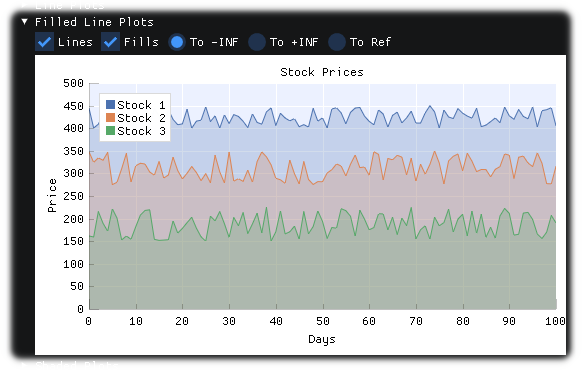 Filled Line Plots
Lines Fills To -INF To +INF To Ref
Stock Prices
Stock 1
Stock 2
Stock 3
Price
500
450
400
350
300
250
200
150
100
50
0
0 10 20 30 40 50 60 70 80 90 100
Days